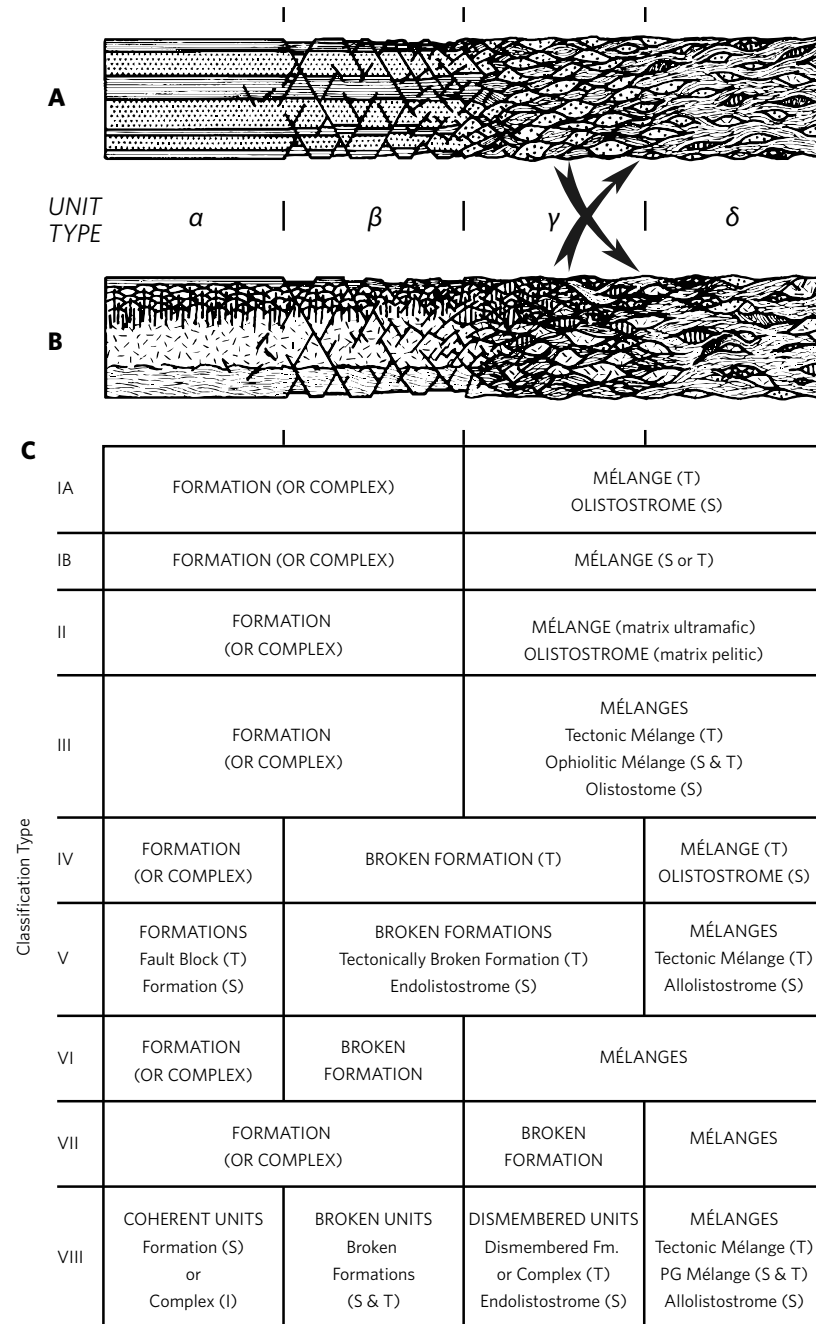 A
UNIT
TYPE
α
β
γ
δ
B
C
Classification Type
IA
FORMATION (OR COMPLEX)
MÉLANGE (T)
OLISTOSTROME (S)
IB
FORMATION (OR COMPLEX)
MÉLANGE (S or T)
II
FORMATION
(OR COMPLEX)
MÉLANGE (matrix ultramafic)
OLISTOSTROME (matrix pelitic)
III
FORMATION
(OR COMPLEX)
MÉLANGES
Tectonic Mélange (T)
Ophiolitic Mélange (S & T)
Olistostome (S)
IV
FORMATION
(OR COMPLEX)
BROKEN FORMATION (T)
MÉLANGE (T)
OLISTOSTROME (S)
V
FORMATIONS
Fault Block (T)
Formation (S)
BROKEN FORMATIONS
Tectonically Broken Formation (T)
Endolistostrome (S)
MÉLANGES
Tectonic Mélange (T)
Allolistostrome (S)
VI
FORMATION
(OR COMPLEX)
BROKEN
FORMATION
MÉLANGES
VII
FORMATION
(OR COMPLEX)
BROKEN
FORMATION
MÉLANGES
VIII
COHERENT UNITS
Formation (S)
or
Complex (I)
BROKEN UNITS
Broken
Formations
(S & T)
DISMEMBERED UNITS
Dismembered Fm.
or Complex (T)
Endolistostrome (S)
MÉLANGES
Tectonic Mélange (T)
PG Mélange (S & T)
Allolistostrome (S)